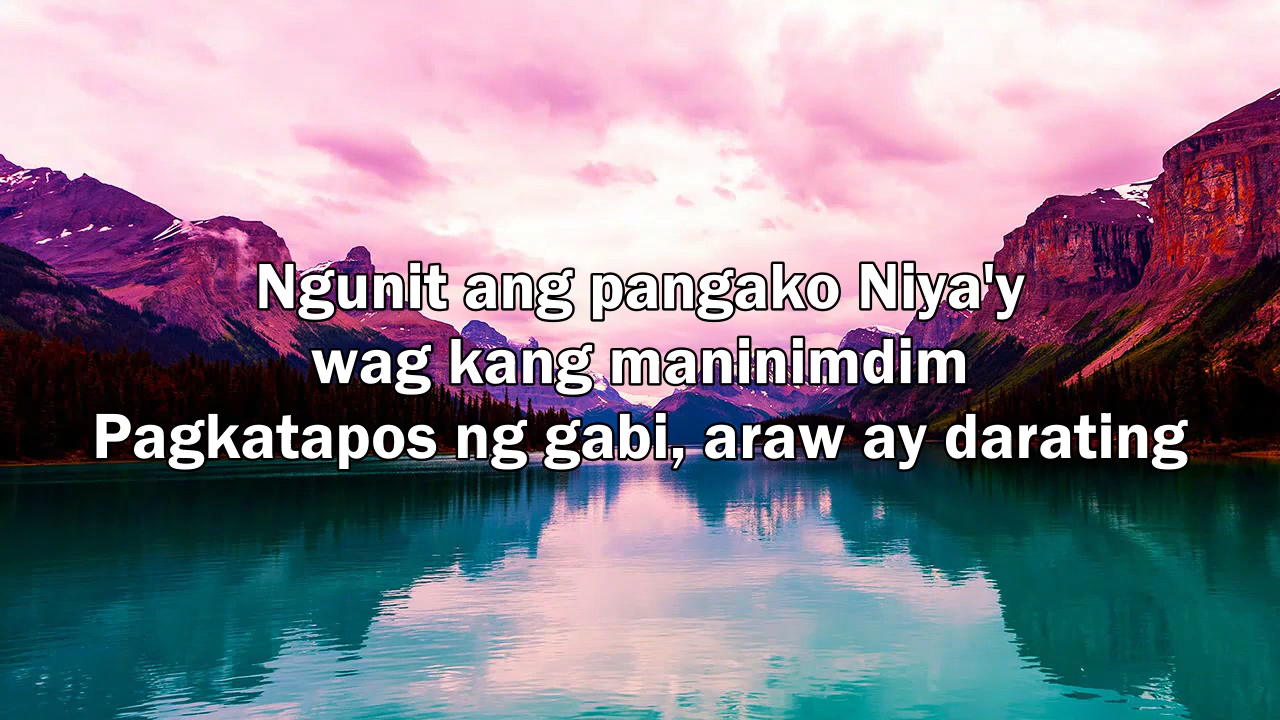 Ngunit ang pangako Niya'y
wag kang maninimdim
Pagkatapos ng gabi, araw ay darating